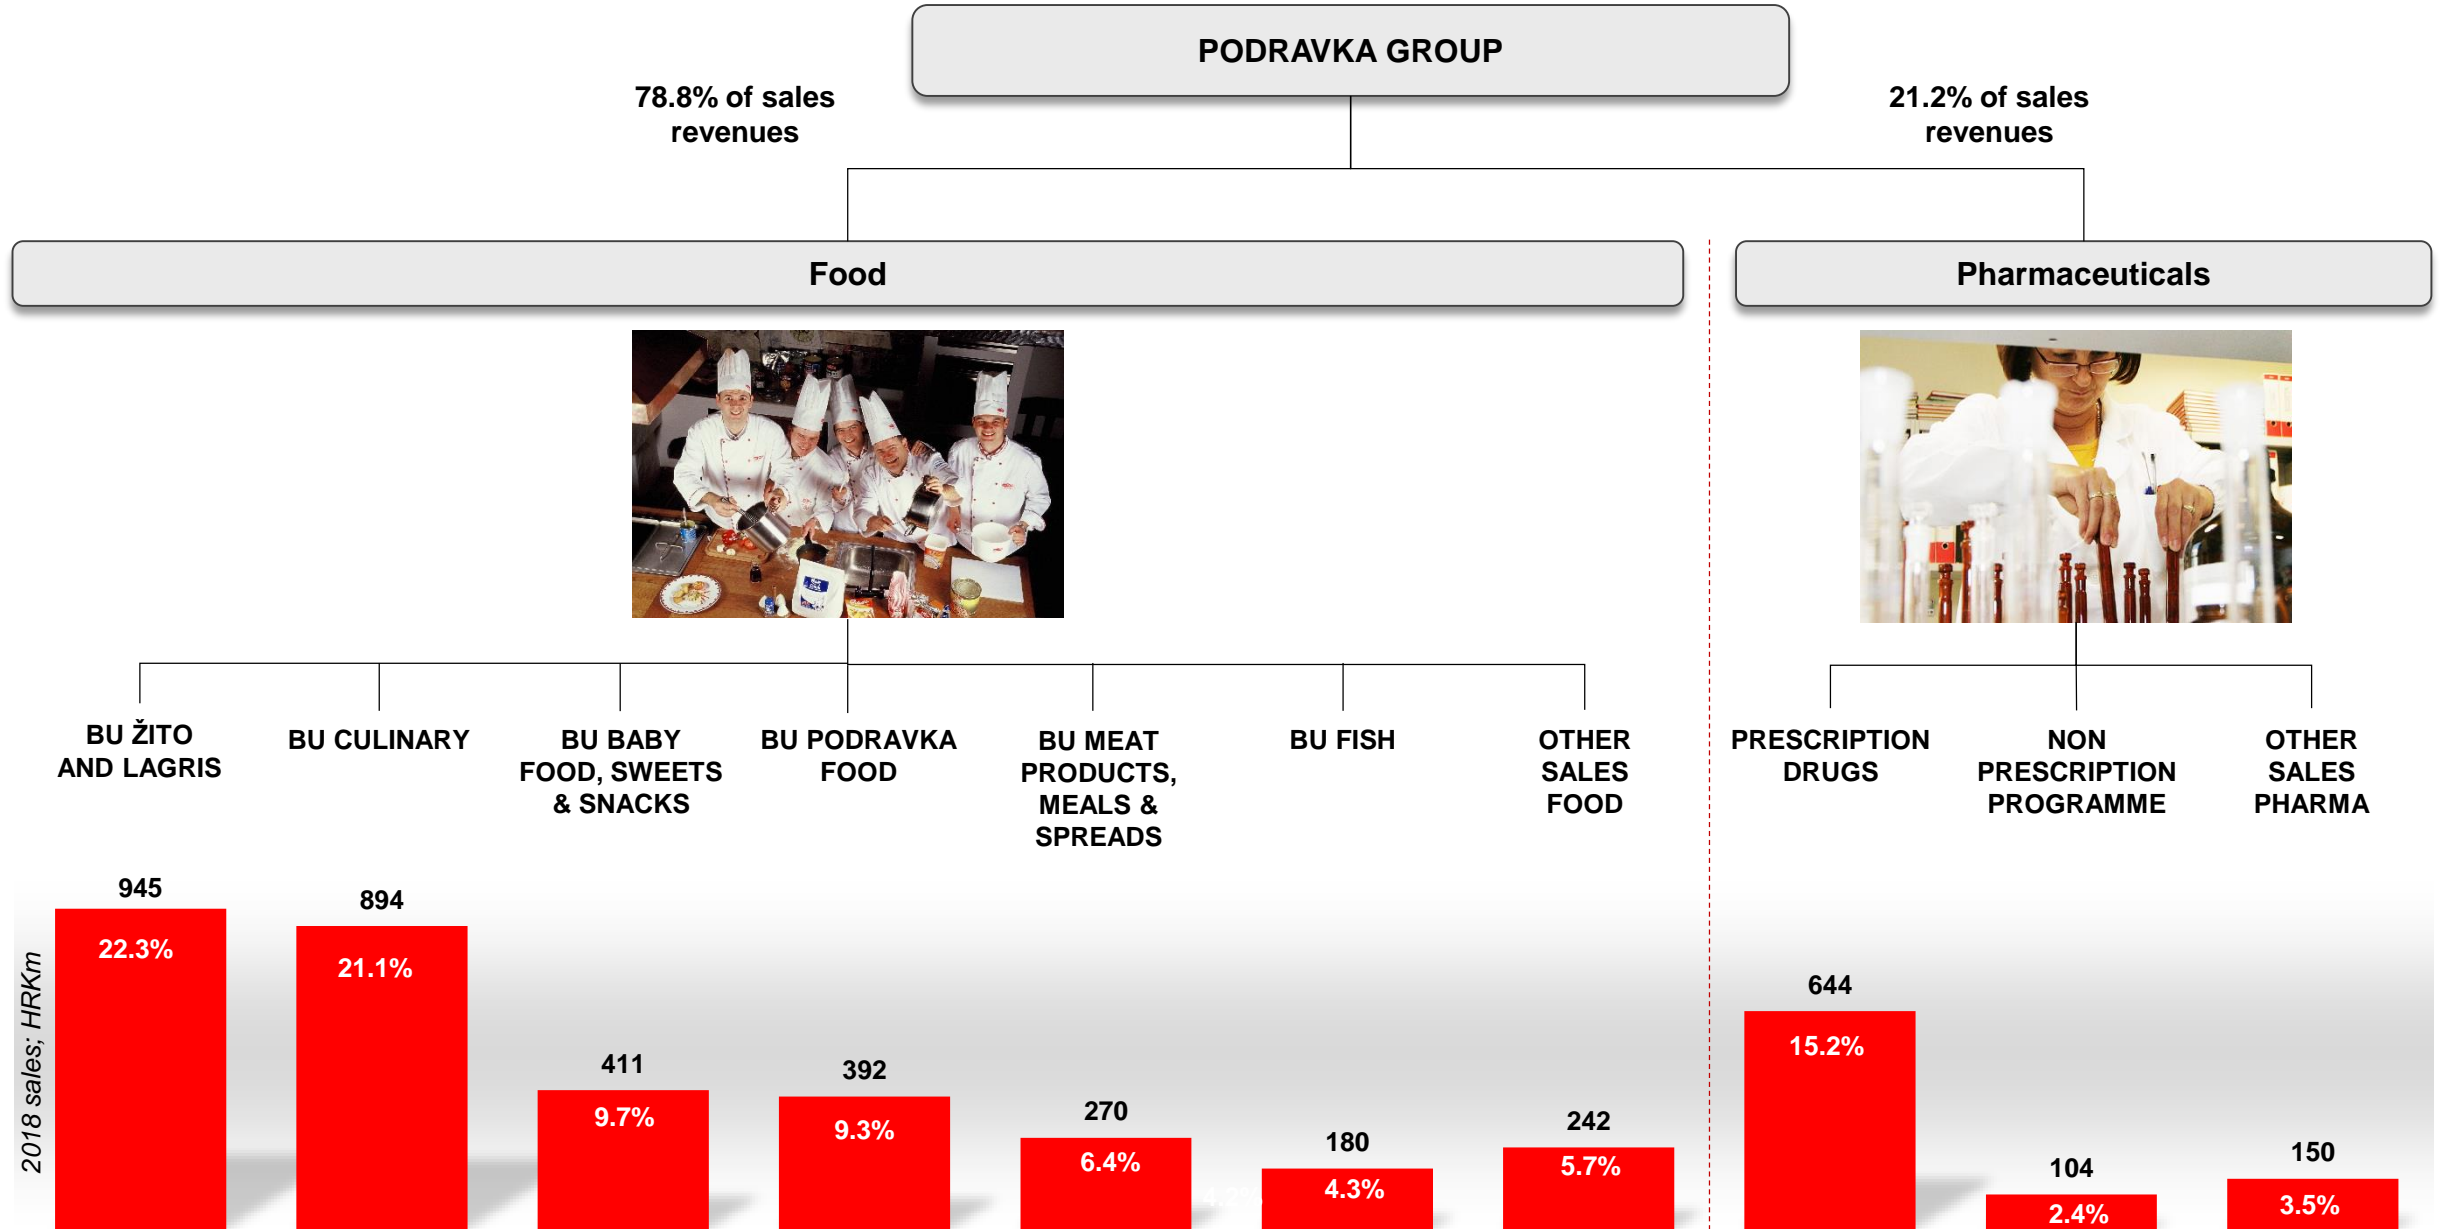 PODRAVKA GROUP
78.8% of sales
revenues
21.2% of sales
revenues
Food
Pharmaceuticals
BU ŽITO
AND LAGRIS
BU CULINARY
BU BABY
FOOD, SWEETS
& SNACKS
BU PODRAVKA
FOOD
BU MEAT
PRODUCTS,
MEALS &
SPREADS
BU FISH
OTHER
SALES
FOOD
PRESCRIPTION
DRUGS
NON
PRESCRIPTION
PROGRAMME
OTHER
SALES
PHARMA
2018 sales; HRKm
945
22.3%
894
21.1%
411
9.7%
392
9.3%
270
6.4%
4.2%
180
4.3%
242
5.7%
644
15.2%
104
2.4%
150
3.5%